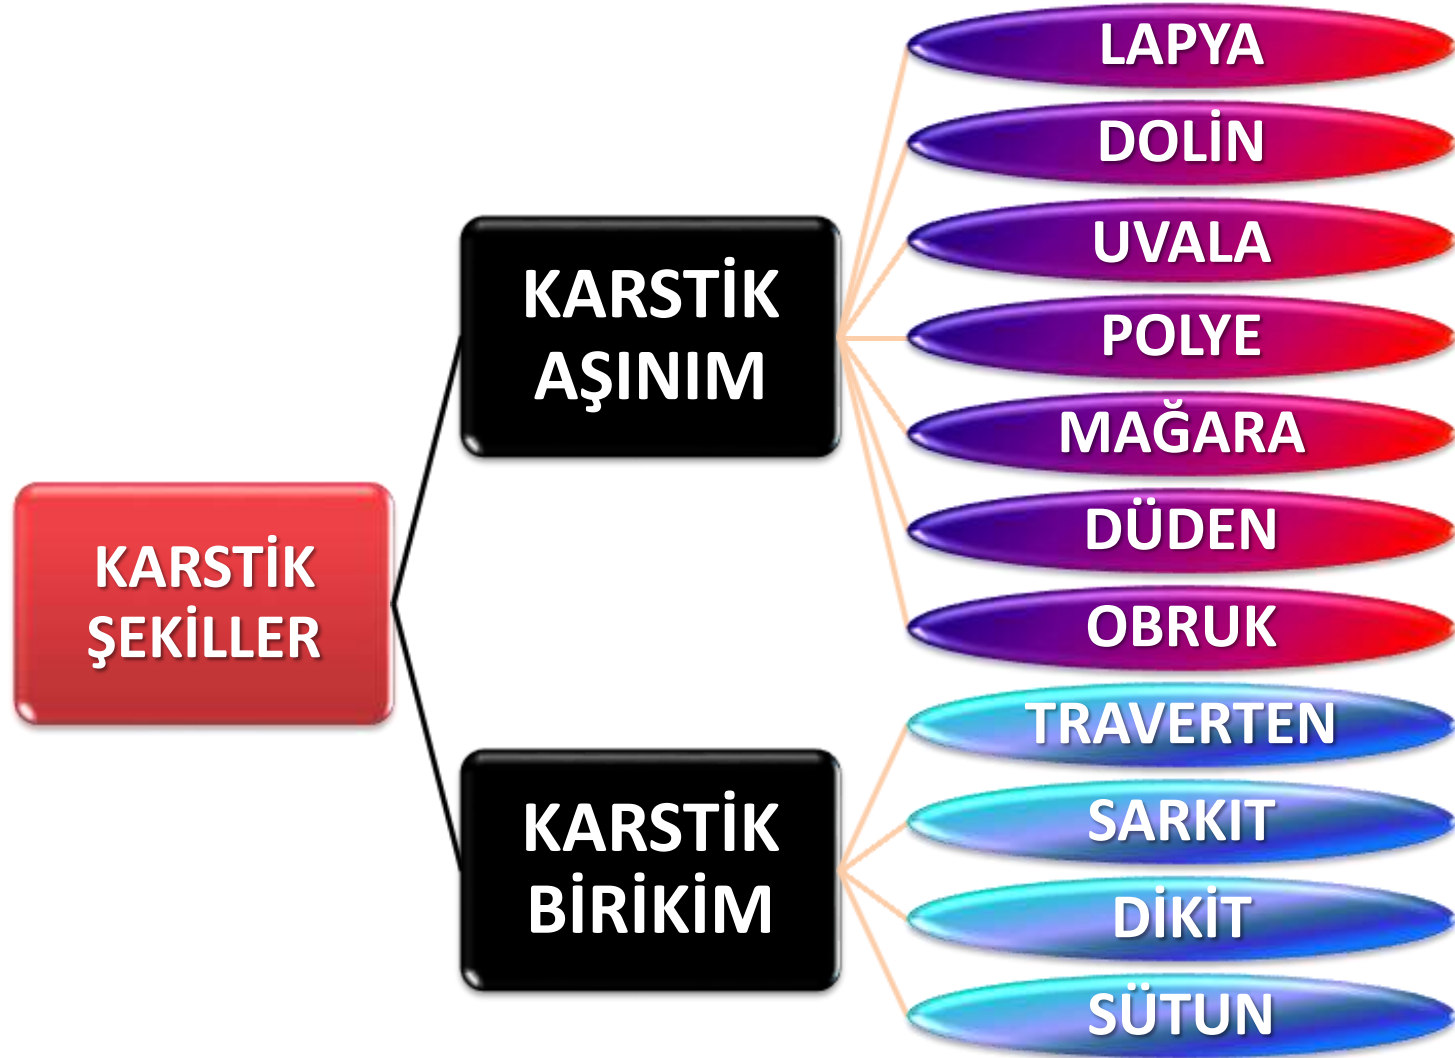 KARSTİK
ŞEKİLLER
KARSTİK
AŞINIM
LAPYA
DOLİN
UVALA
POLYE
MAĞARA
DÜDEN
OBRUK
KARSTİK
BİRİKİM
TRAVERTEN
SARKIT
DİKİT
SÜTUN